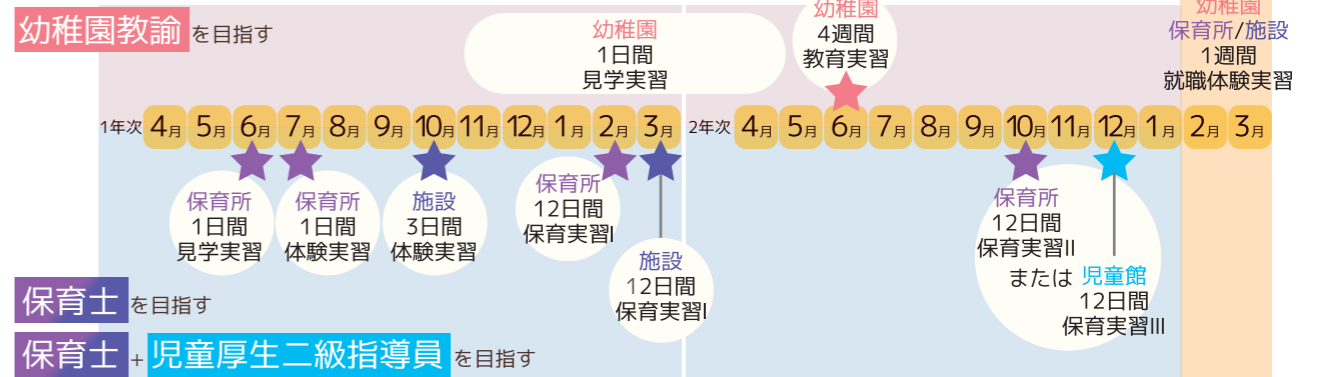 幼稚園教諭 を目指す
幼稚園
1日間
見学実習
幼稚園
4週間
教育実習
幼稚園
保育所/施設
1週間
就職体験実習
1年次 4月 5月 6月 7月 8月 9月 10月 11月 12月 1月 2月 3月 2年次 4月 5月 6月 7月 8月 9月 10月 11月 12月 1月 2月 3月
保育所
1日間
見学実習
保育所
1日間
体験実習
施設
3日間
体験実習
保育所
12日間
保育実習I
施設
12日間
保育実習I
保育所
12日間
保育実習II
または 児童館
12日間
保育実習III
保育士 を目指す
保育士 + 児童厚生二級指導員 を目指す